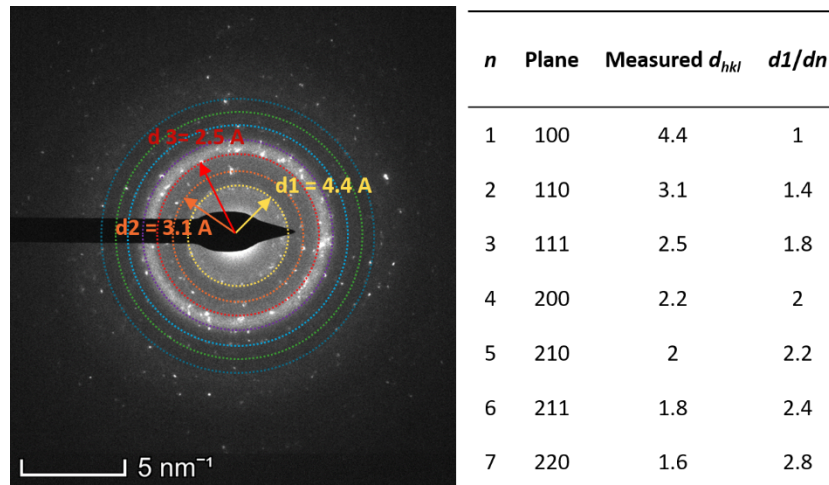 d 3= 2.5 A
d1 = 4.4 A
d2 = 3.1 A
5 nm⁻¹
n Plane Measured dhkl d1/dn
1 100 4.4 1
2 110 3.1 1.4
3 111 2.5 1.8
4 200 2.2 2
5 210 2 2.2
6 211 1.8 2.4
7 220 1.6 2.8